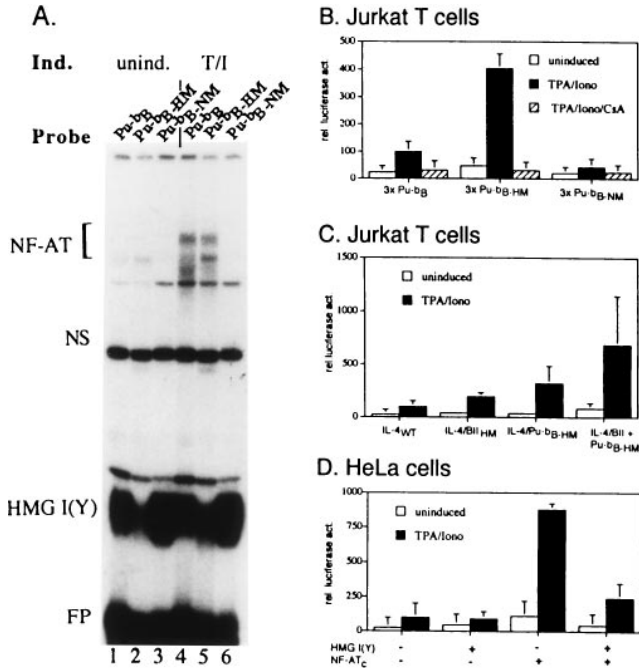 A.
Ind. unind. T/I
Probe Pu-bB Pu-bB-HM Pu-bB-NM Pu-bB Pu-bB-HM Pu-bB-NM
NF-AT
NS
HMG I(Y)
FP
1 2 3 4 5 6
B. Jurkat T cells
rel luciferase act.
500
400
300
200
100
0
uninduced
TPA/Iono
TPA/Iono/CsA
3x Pu-bB 3x Pu-bB-HM 3x Pu-bB-NM
C. Jurkat T cells
rel luciferase act.
1500
1000
500
0
uninduced
TPA/Iono
IL-4WT IL-4/BIIHM IL-4/Pu-bB-HM IL-4/BII +
Pu-bB-HM
D. HeLa cells
rel luciferase act.
1000
750
500
250
0
uninduced
TPA/Iono
HMG I(Y) - + - +
NF-ATc - - + +